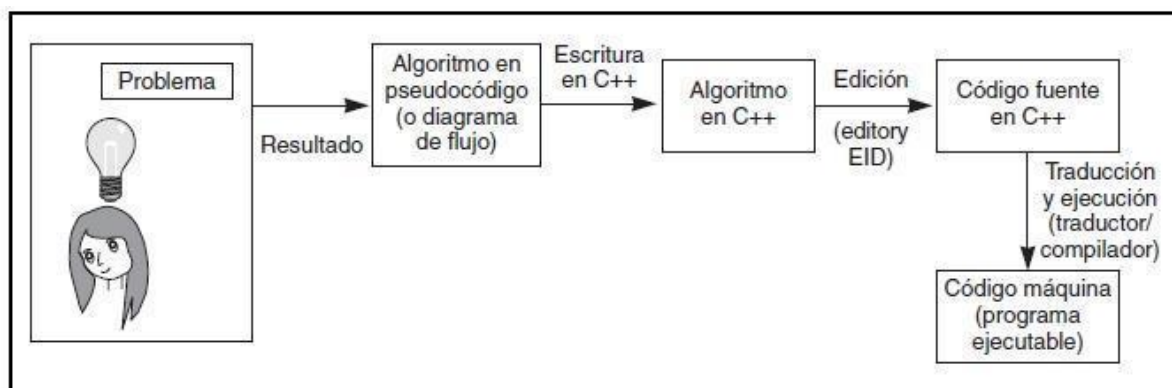 Problema
Resultado
Algoritmo en
pseudocódigo
(o diagrama
de flujo)
Escritura
en C++
Algoritmo
en C++
Edición
(editory
EID)
Código fuente
en C++
Traducción
y ejecución
(traductor/
compilador)
Código máquina
(programa
ejecutable)